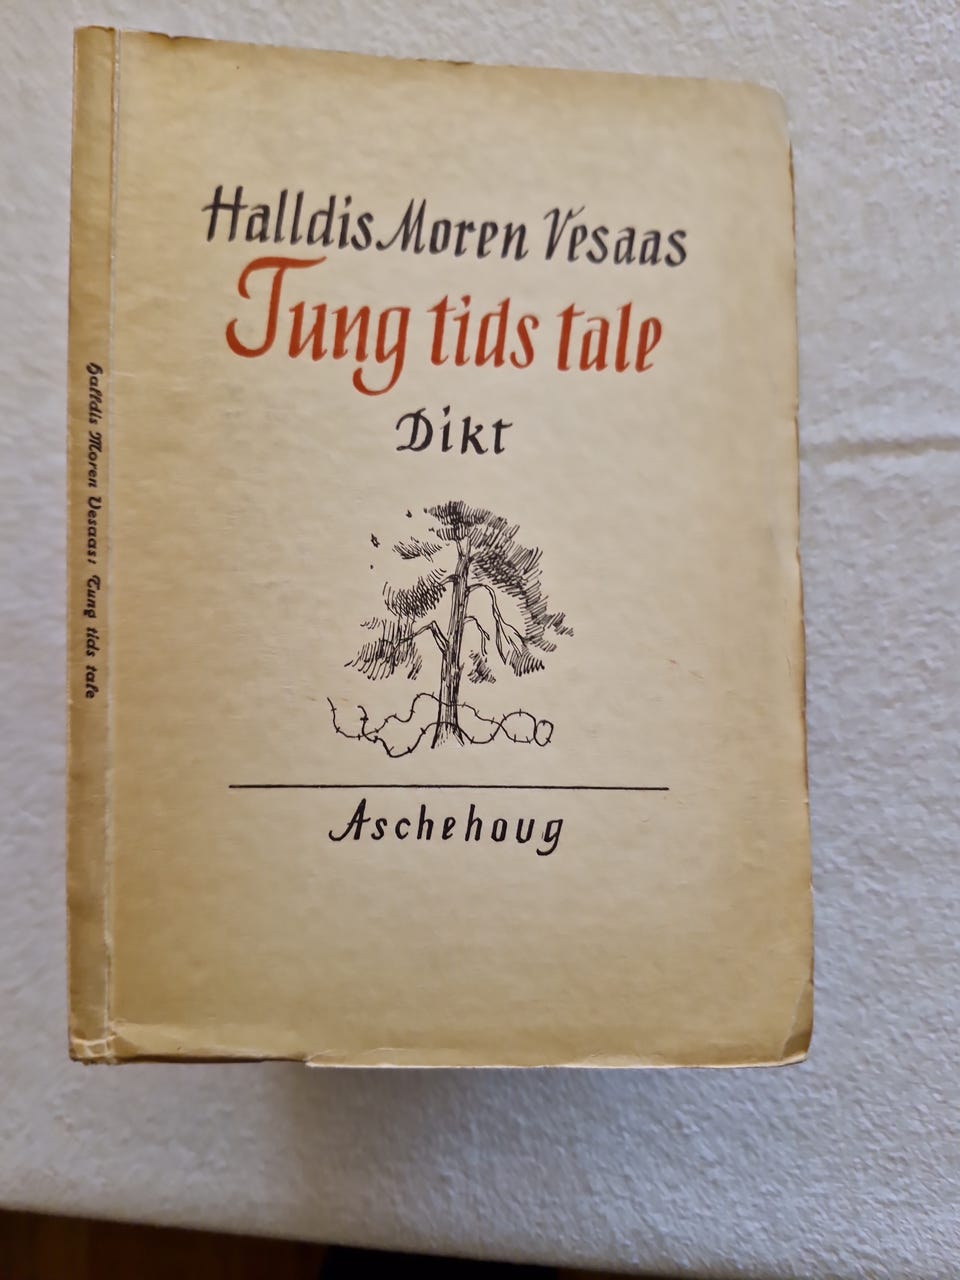 Halldis Moren Vesaas
Tung tids tale
Dikt
Aschehoug
Halldis Moren Vesaas: Tung tids tale